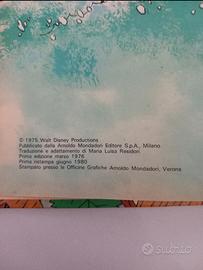 © 1975 Walt Disney Productions
Pubblicato dalla Arnoldo Mondadori Editore S.p.A., Milano
Traduzione e adattamento di Maria Luisa Residori
Prima edizione marzo 1976
Prima ristampa giugno 1980
Stampato presso le Officine Grafiche Arnoldo Mondadori, Verona
subito